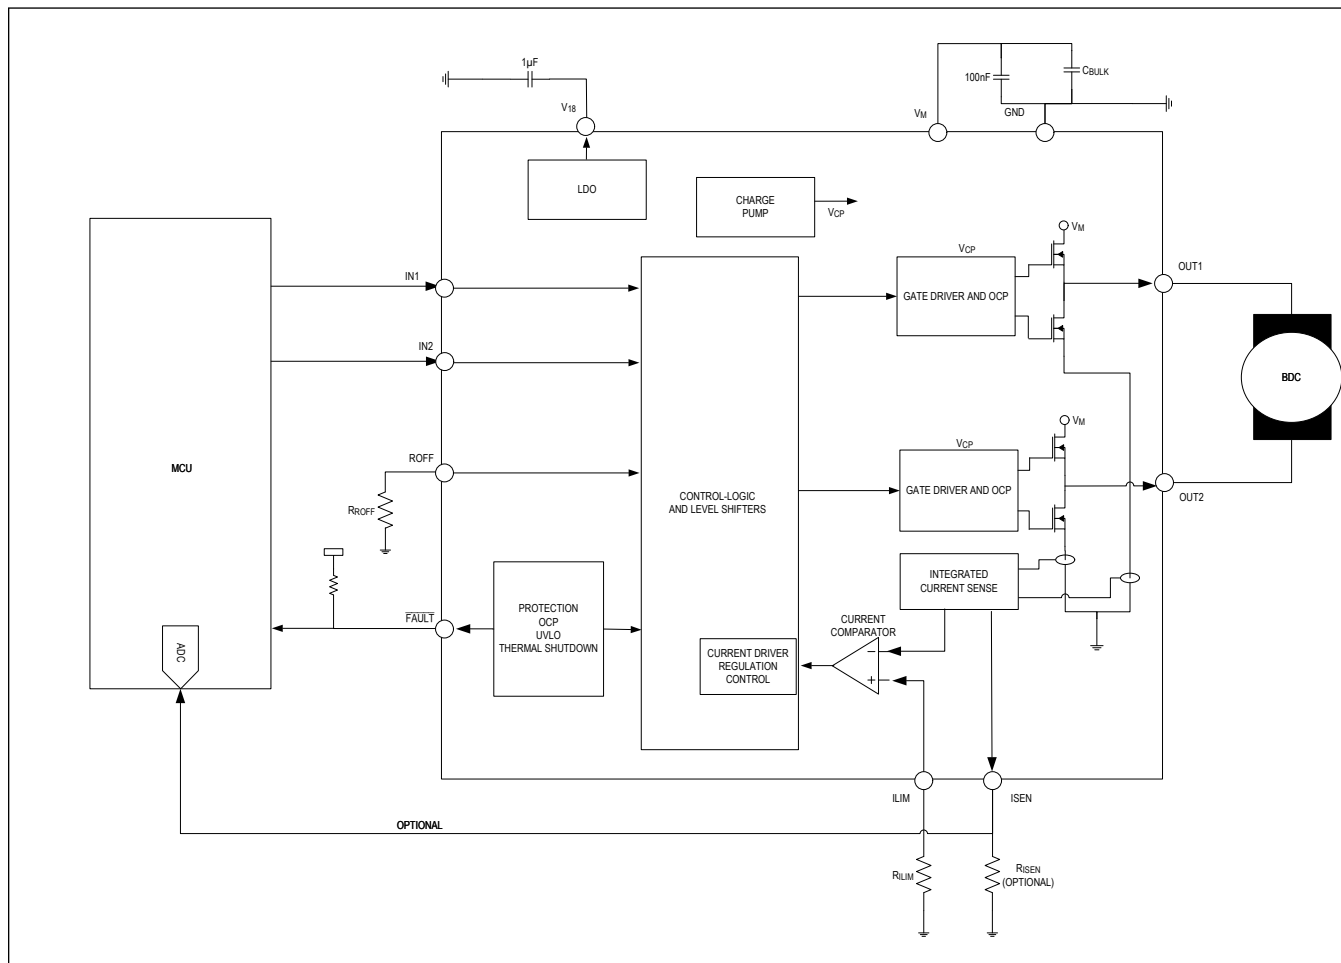 1µF
V18
100nF
CBULK
VM
GND
LDO
CHARGE
PUMP
VCP
VM
VCP
OUT1
IN1
GATE DRIVER AND OCP
IN2
BDC
VM
VCP
MCU
ROFF
GATE DRIVER AND OCP
OUT2
RROFF
CONTROL-LOGIC
AND LEVEL SHIFTERS
INTEGRATED
CURRENT SENSE
FAULT
PROTECTION
OCP
UVLO
THERMAL SHUTDOWN
CURRENT
COMPARATOR
ADC
CURRENT DRIVER
REGULATION
CONTROL
−
+
ILIM
ISEN
OPTIONAL
RILIM
RISEN
(OPTIONAL)